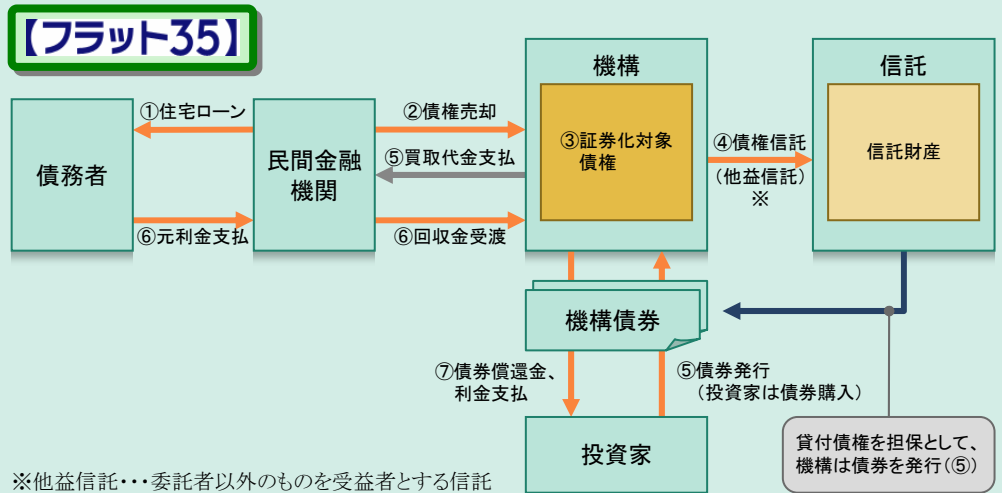 【フラット35】
機構
信託
①住宅ローン
②債権売却
③証券化対象
債権
④債権信託
(他益信託)
※
信託財産
債務者
民間金融
機関
⑤買取代金支払
⑥元利金支払
⑥回収金受渡
機構債券
⑦債券償還金、
利金支払
⑤債券発行
(投資家は債券購入)
投資家
貸付債権を担保として、
機構は債券を発行(⑤)
※他益信託・・・委託者以外のものを受益者とする信託